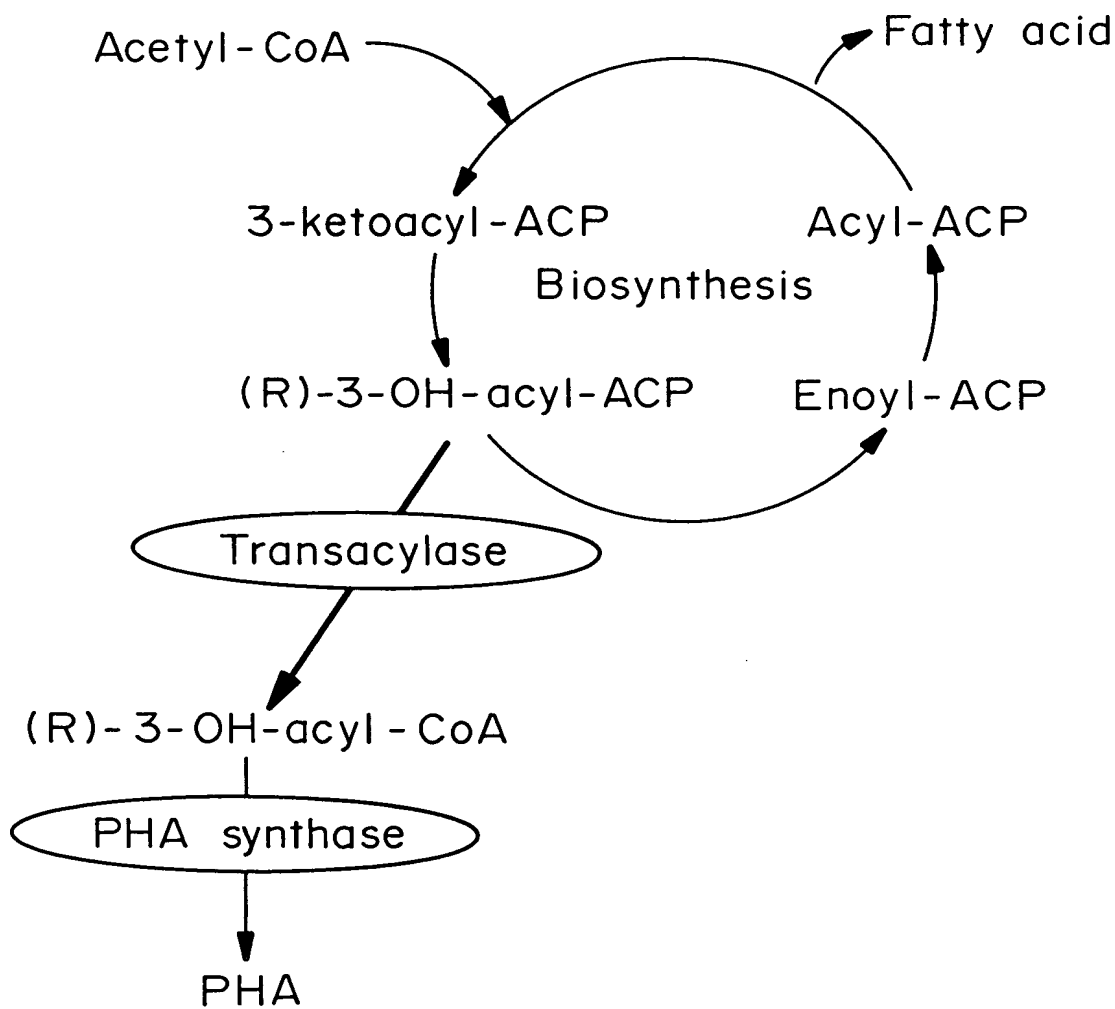 Acetyl-CoA
Fatty acid
3-ketoacyl-ACP
Acyl-ACP
Biosynthesis
(R)-3-OH-acyl-ACP
Enoyl-ACP
Transacylase
(R)-3-OH-acyl-CoA
PHA synthase
PHA